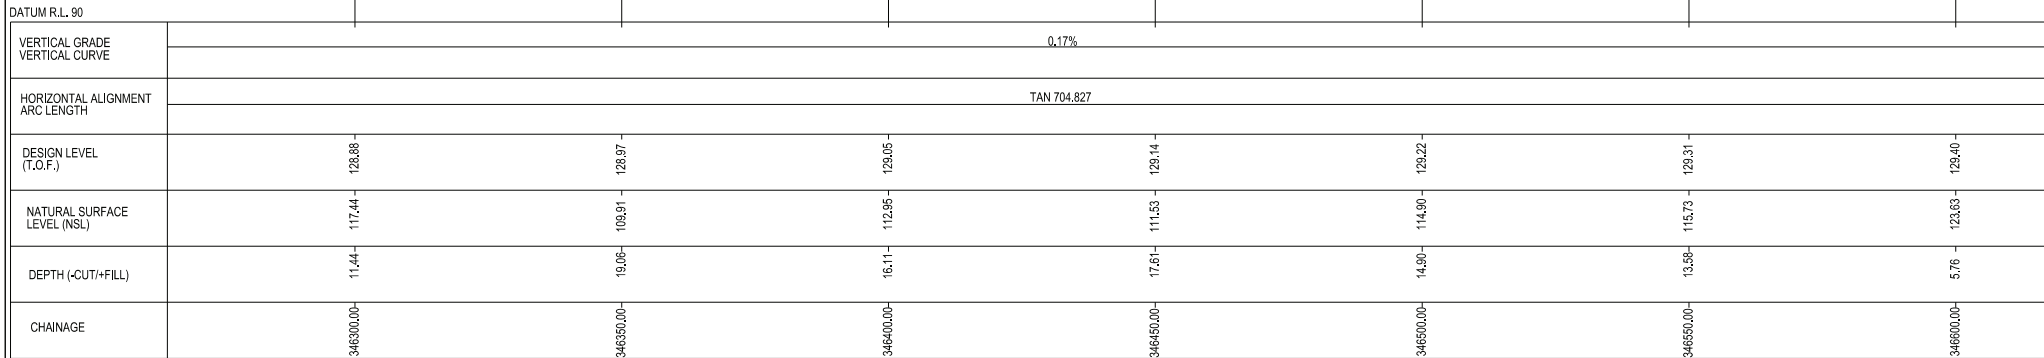 DATUM R.L. 90
VERTICAL GRADE
VERTICAL CURVE
0.17%
HORIZONTAL ALIGNMENT
ARC LENGTH
TAN 704.827
DESIGN LEVEL
(T.O.F.)
128.88 128.97 129.05 129.14 129.22 129.31 129.40
NATURAL SURFACE
LEVEL (NSL)
117.44 109.91 112.95 111.53 114.90 115.73 123.63
DEPTH (-CUT/+FILL)
11.44 19.06 16.11 17.61 14.90 13.58 5.76
CHAINAGE
346300.00 346350.00 346400.00 346450.00 346500.00 346550.00 346600.00